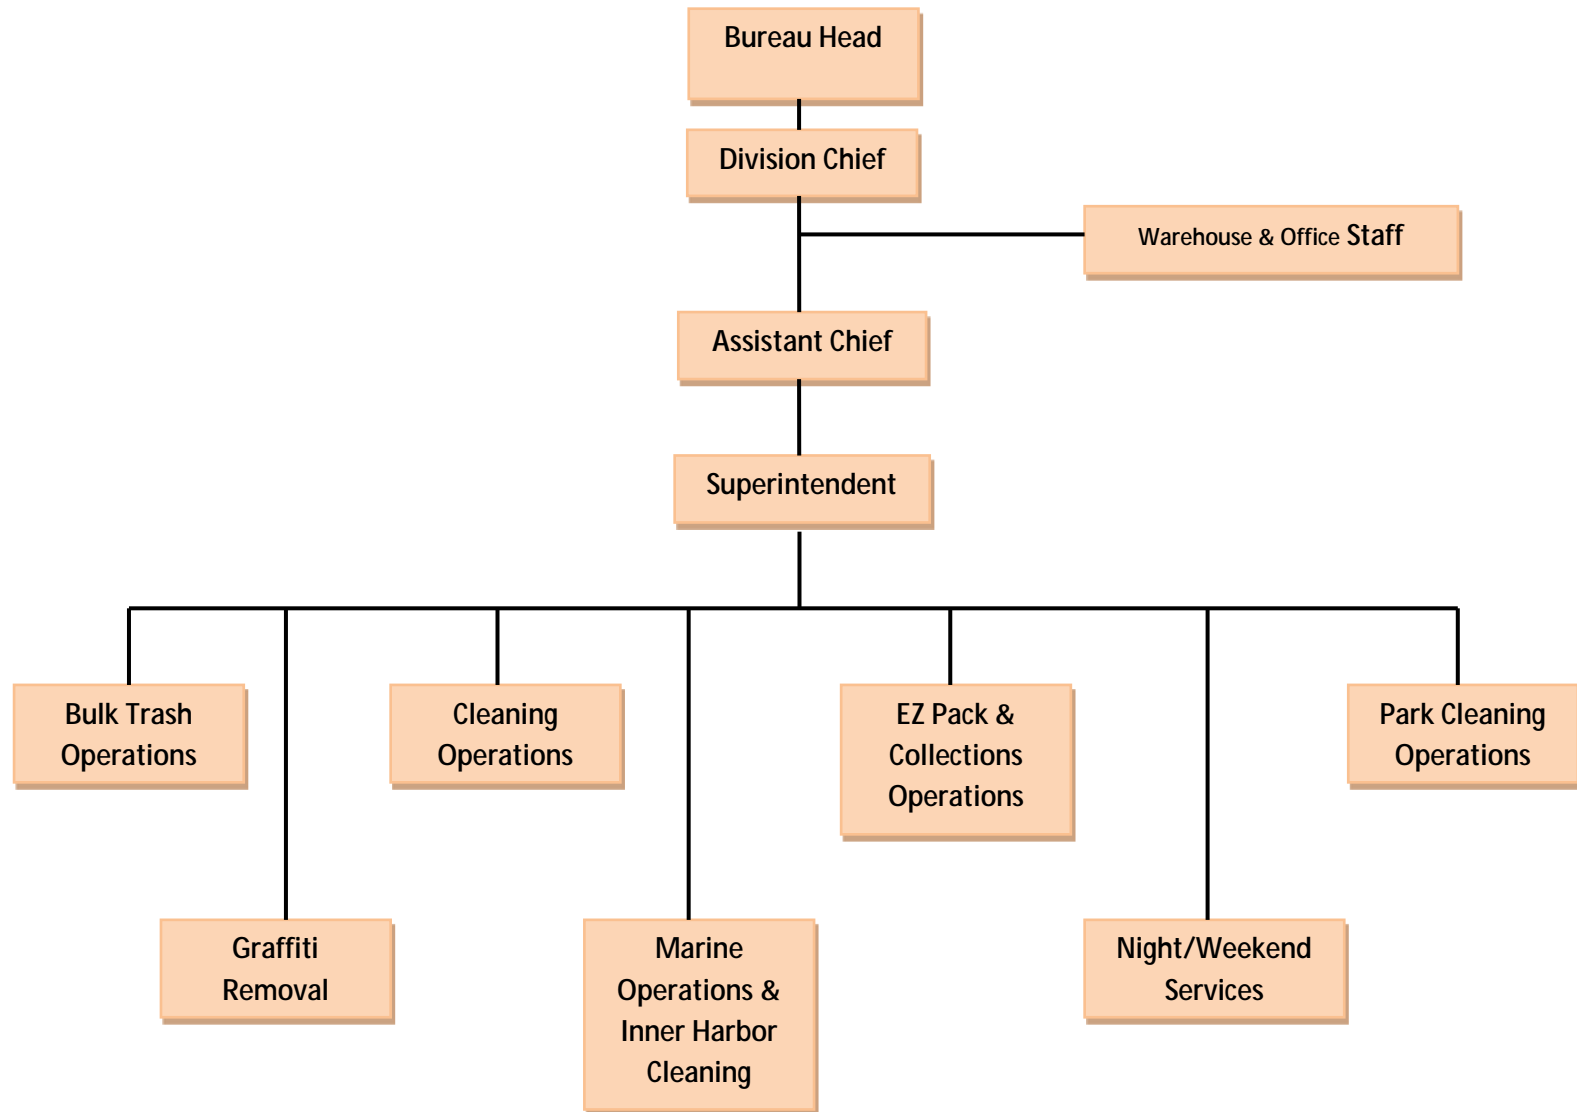 Bureau Head
Division Chief
Warehouse & Office Staff
Assistant Chief
Superintendent
Bulk Trash
Operations
Cleaning
Operations
EZ Pack &
Collections
Operations
Park Cleaning
Operations
Graffiti
Removal
Marine
Operations &
Inner Harbor
Cleaning
Night/Weekend
Services